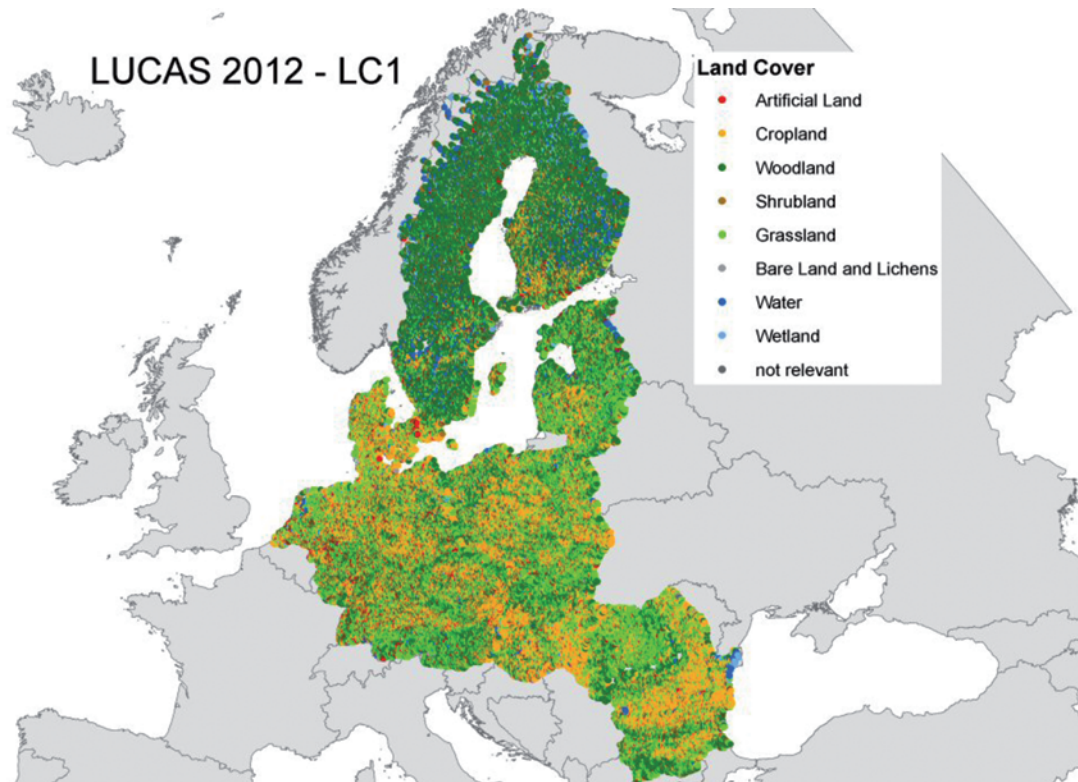 LUCAS 2012 - LC1
Land Cover
Artificial Land
Cropland
Woodland
Shrubland
Grassland
Bare Land and Lichens
Water
Wetland
not relevant